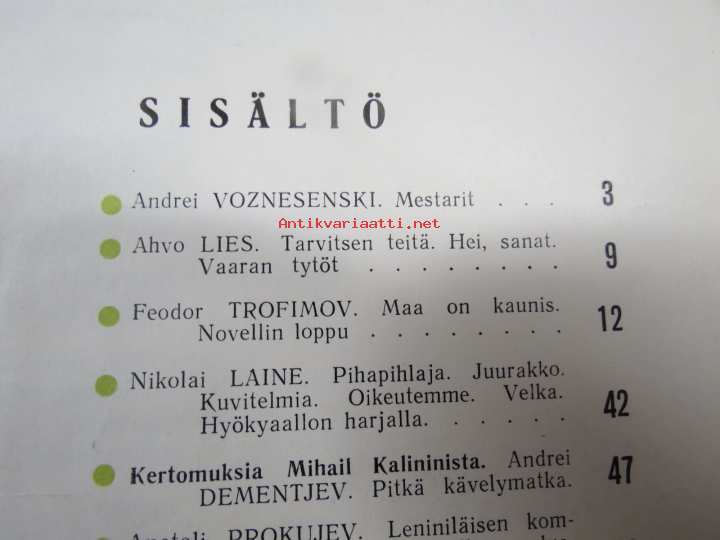 SISÄLTÖ
Andrei VOZNESENSKI. Mestarit . . . 3
Antikvariaatti.net
Ahvo LIES. Tarvitsen teitä. Hei, sanat.
Vaaran tytöt . . . . . . . . 9
Feodor TROFIMOV. Maa on kaunis.
Novellin loppu . . . . . . . . 12
Nikolai LAINE. Pihapihlaja. Juurakko.
Kuvitelmia. Oikeutemme. Velka.
Hyökyaallon harjalla. . . . . . 42
Kertomuksia Mihail Kalininista. Andrei
DEMENTJEV. Pitkä kävelymatka. 47
Anatoli PROKUJEV. Leniniläisen kom-